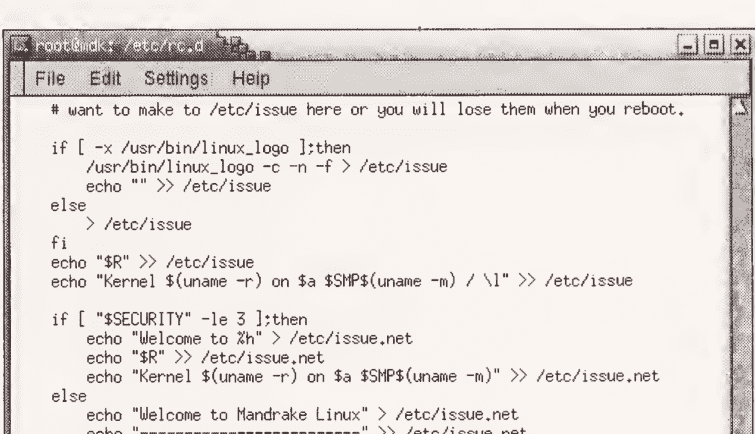 root@mdk: /etc/rc.d
File Edit Settings Help
# want to make to /etc/issue here or you will lose them when you reboot.
if [ -x /usr/bin/linux_logo ];then
/usr/bin/linux_logo -c -n -f > /etc/issue
echo "" >> /etc/issue
else
> /etc/issue
fi
echo "$R" >> /etc/issue
echo "Kernel $(uname -r) on $a $SMP$(uname -m) / \l" >> /etc/issue
if [ "$SECURITY" -le 3 ];then
echo "Welcome to %h" > /etc/issue.net
echo "$R" >> /etc/issue.net
echo "Kernel $(uname -r) on $a $SMP$(uname -m)" >> /etc/issue.net
else
echo "Welcome to Mandrake Linux" > /etc/issue.net
echo "-------------------------" >> /etc/issue.net